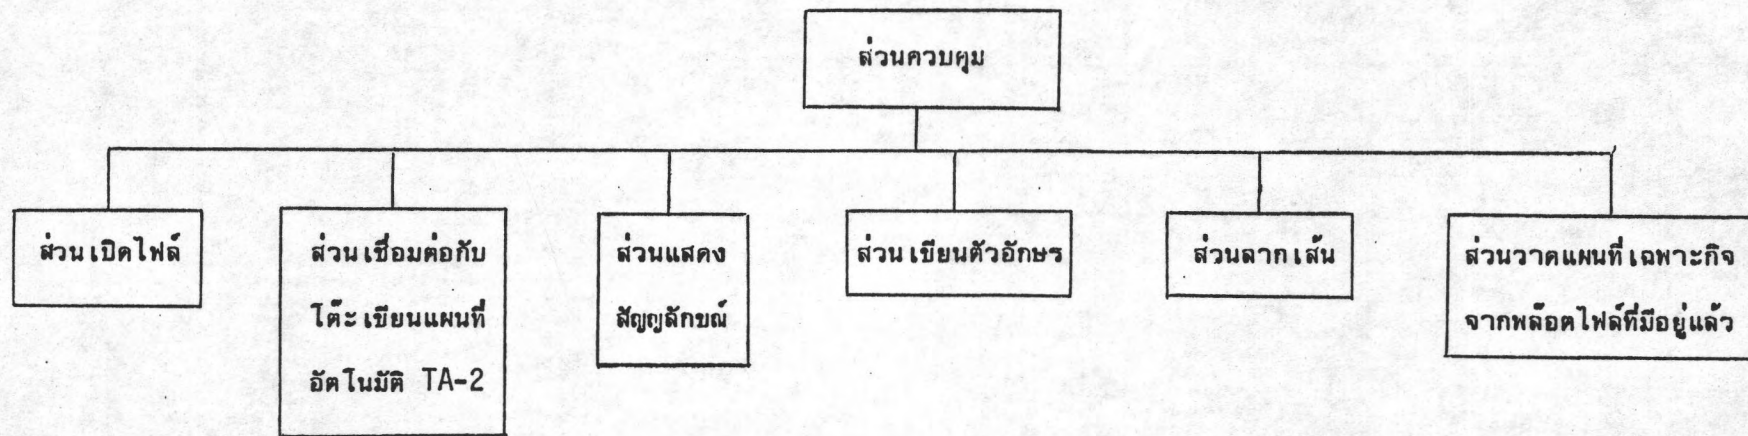 ส่วนควบคุม
ส่วนเปิดไฟล์
ส่วนเชื่อมต่อกับ
โต๊ะเขียนแผนที่
อัตโนมัติ TA-2
ส่วนแสดง
สัญญลักขณ์
ส่วนเขียนตัวอักษร
ส่วนลากเส้น
ส่วนวาดแผนที่เฉพาะกิจ
จากพล๊อตไฟล์ที่มีอยู่แล้ว